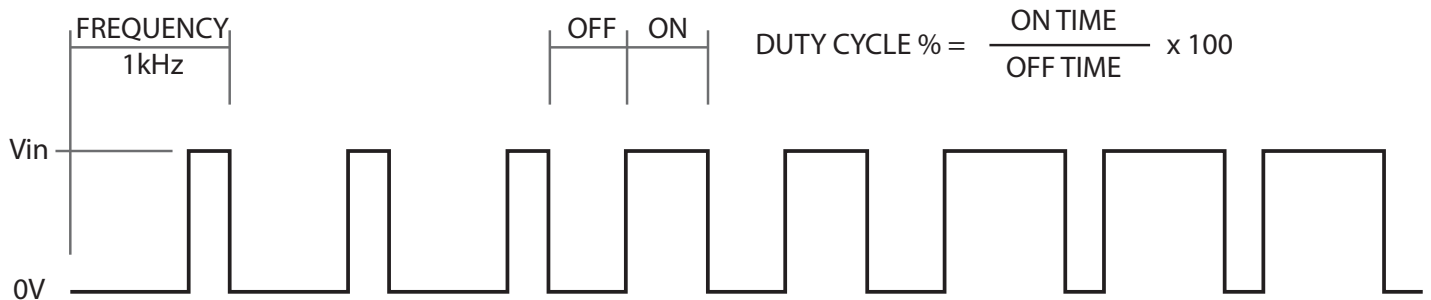 FREQUENCY
1kHz
OFF ON
DUTY CYCLE % = ON TIME
OFF TIME
x 100
Vin
0V